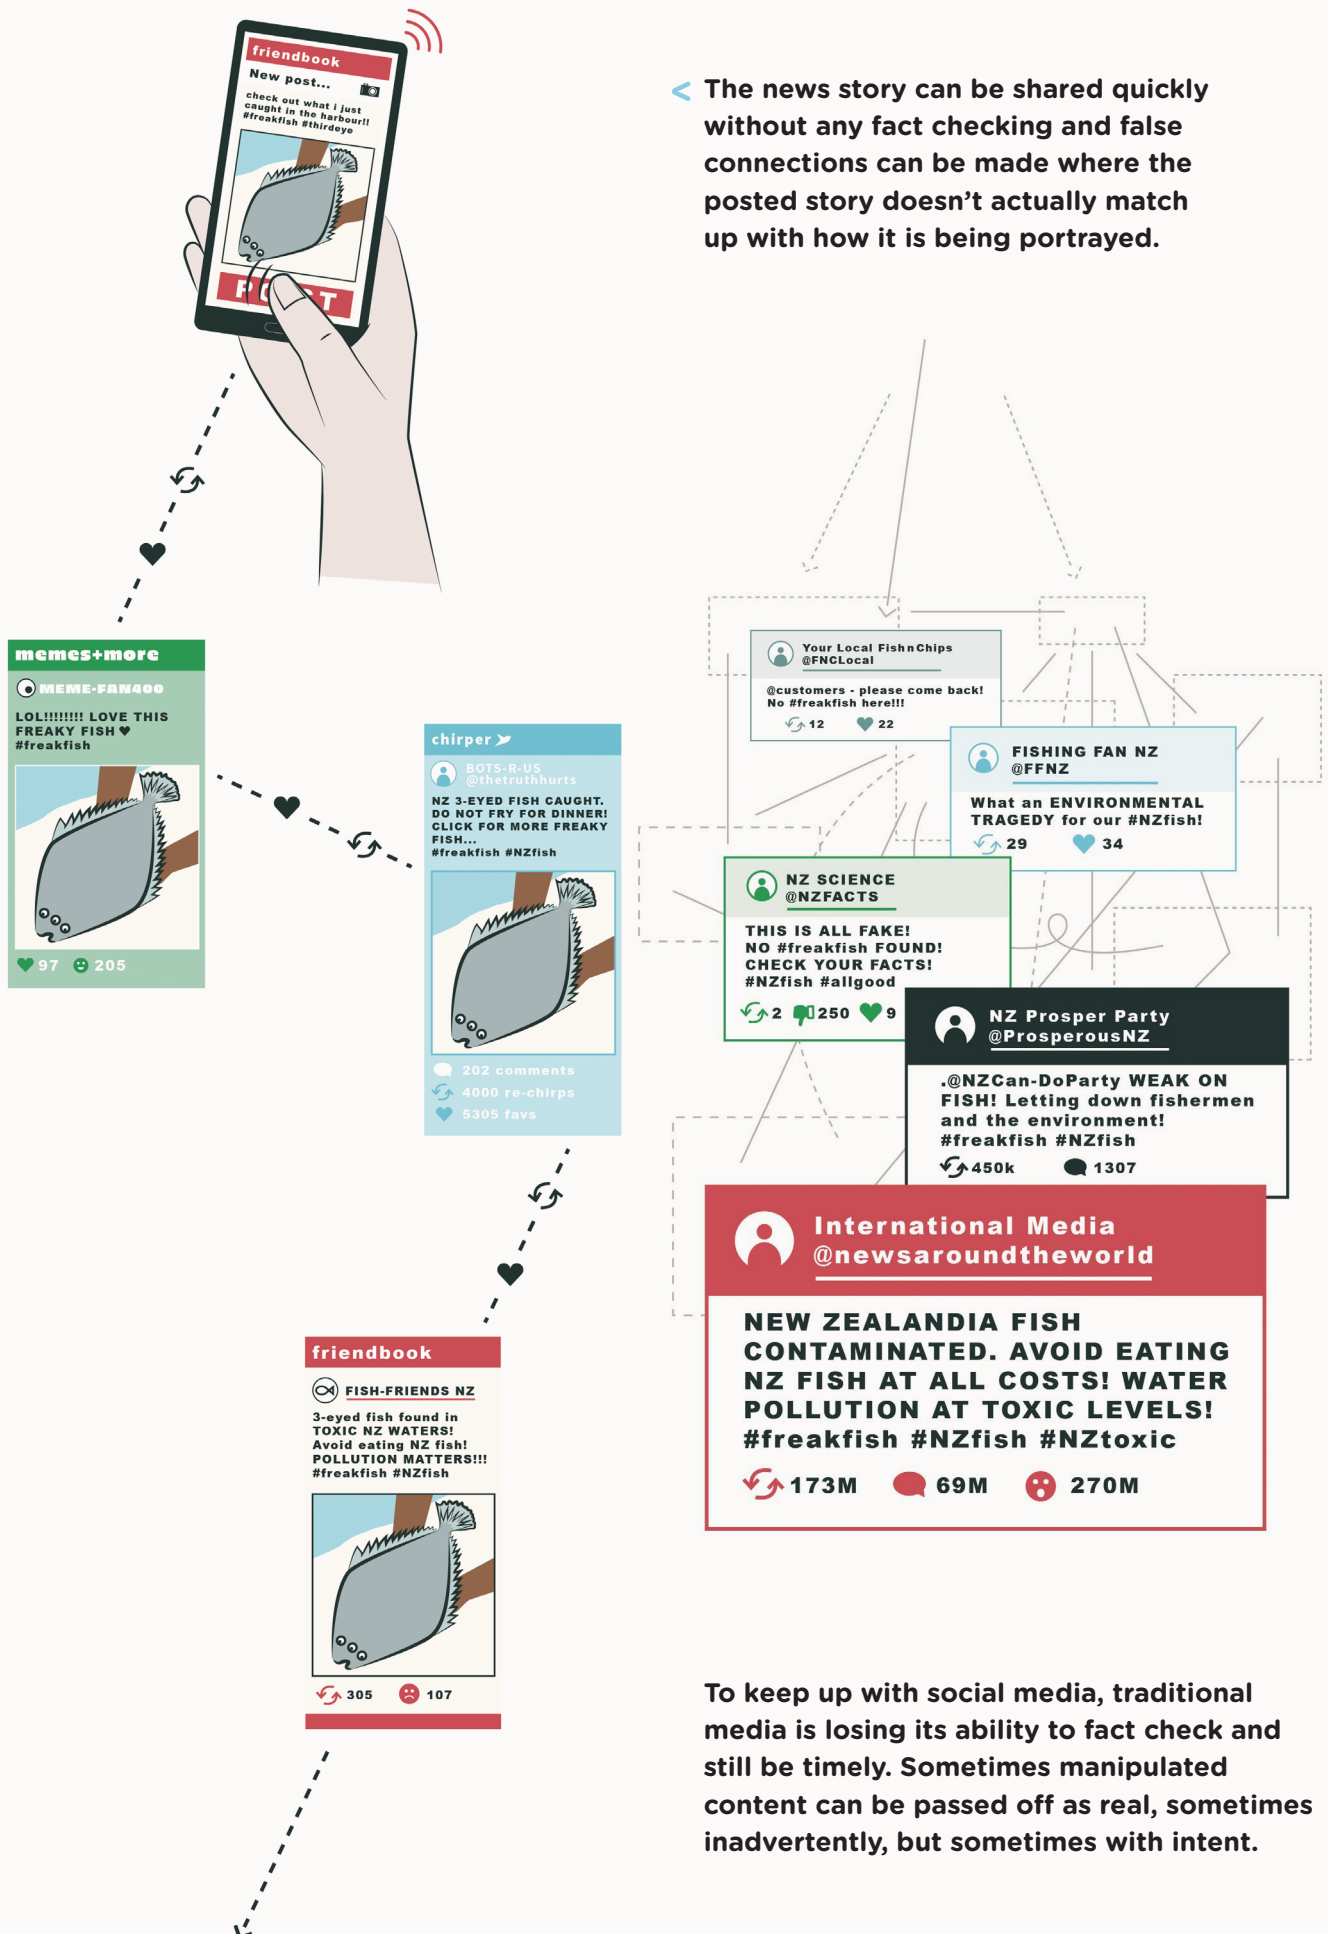 friendbook
New post...
check out what i just
caught in the harbour!!
#freakfish #thirdeye
< The news story can be shared quickly
without any fact checking and false
connections can be made where the
posted story doesn’t actually match
up with how it is being portrayed.
memes+more
MEME-FAN400
LOL!!!!!!!! LOVE THIS
FREAKY FISH ♥
#freakfish
97 205
chirper
BOTS-R-US
@thetruthhurts
NZ 3-EYED FISH CAUGHT.
DO NOT FRY FOR DINNER!
CLICK FOR MORE FREAKY
FISH...
#freakfish #NZfish
202 comments
4000 re-chirps
5305 favs
friendbook
FISH-FRIENDS NZ
3-eyed fish found in
TOXIC NZ WATERS!
Avoid eating NZ fish!
POLLUTION MATTERS!!!
#freakfish #NZfish
305 107
Your Local FishnChips
@FNCLocal
@customers - please come back!
No #freakfish here!!!
12 22
FISHING FAN NZ
@FFNZ
What an ENVIRONMENTAL
TRAGEDY for our #NZfish!
29 34
NZ SCIENCE
@NZFACTS
THIS IS ALL FAKE!
NO #freakfish FOUND!
CHECK YOUR FACTS!
#NZfish #allgood
2 250 9
NZ Prosper Party
@ProsperousNZ
.@NZCan-DoParty WEAK ON
FISH! Letting down fishermen
and the environment!
#freakfish #NZfish
450k 1307
International Media
@newsaroundtheworld
NEW ZEALANDIA FISH
CONTAMINATED. AVOID EATING
NZ FISH AT ALL COSTS! WATER
POLLUTION AT TOXIC LEVELS!
#freakfish #NZfish #NZtoxic
173M 69M 270M
To keep up with social media, traditional
media is losing its ability to fact check and
still be timely. Sometimes manipulated
content can be passed off as real, sometimes
inadvertently, but sometimes with intent.